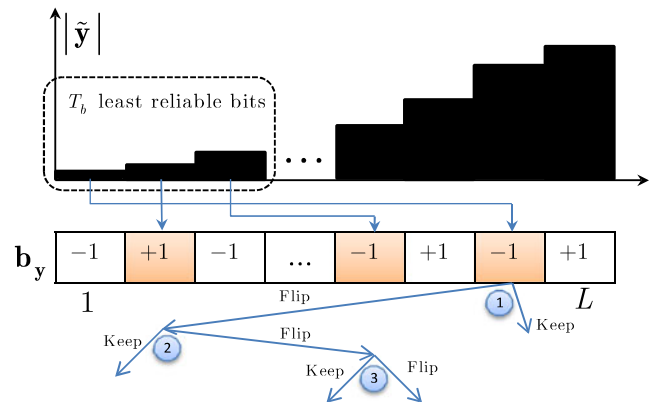 |ỹ|
T_b least reliable bits
...
b_y −1 +1 −1 ... −1 +1 −1 +1
1 L
Flip 1
Keep
Keep 2 Flip
Keep 3 Flip